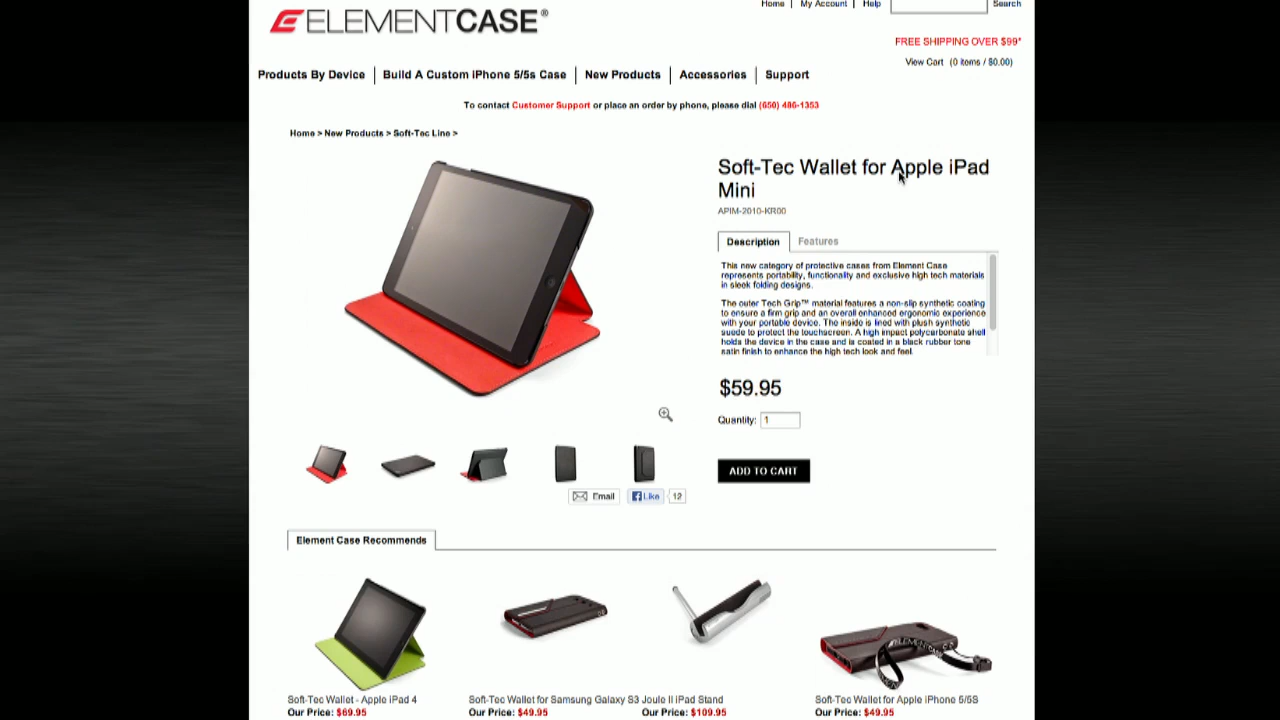 Home | My Account | Help Search
ELEMENTCASE®
FREE SHIPPING OVER $99*
View Cart (0 items / $0.00)
Products By Device | Build A Custom iPhone 5/5s Case | New Products | Accessories | Support
To contact Customer Support or place an order by phone, please dial (650) 486-1353
Home > New Products > Soft-Tec Line >
Soft-Tec Wallet for Apple iPad
Mini
APIM-2010-KR00
Description Features
This new category of protective cases from Element Case
represents portability, functionality and exclusive high tech materials
in sleek folding designs.
The outer Tech Grip™ material features a non-slip synthetic coating
to ensure a firm grip and an overall enhanced ergonomic experience
with your portable device. The inside is lined with plush synthetic
suede to protect the touchscreen. A high impact polycarbonate shell
holds the device in the case and is coated in a black rubber tone
satin finish to enhance the high tech look and feel.
$59.95
Quantity: 1
ADD TO CART
Email Like 12
Element Case Recommends
ELEMENTCASE
Soft-Tec Wallet - Apple iPad 4 Soft-Tec Wallet for Samsung Galaxy S3 Joule II iPad Stand Soft-Tec Wallet for Apple iPhone 5/5S
Our Price: $69.95 Our Price: $49.95 Our Price: $109.95 Our Price: $49.95